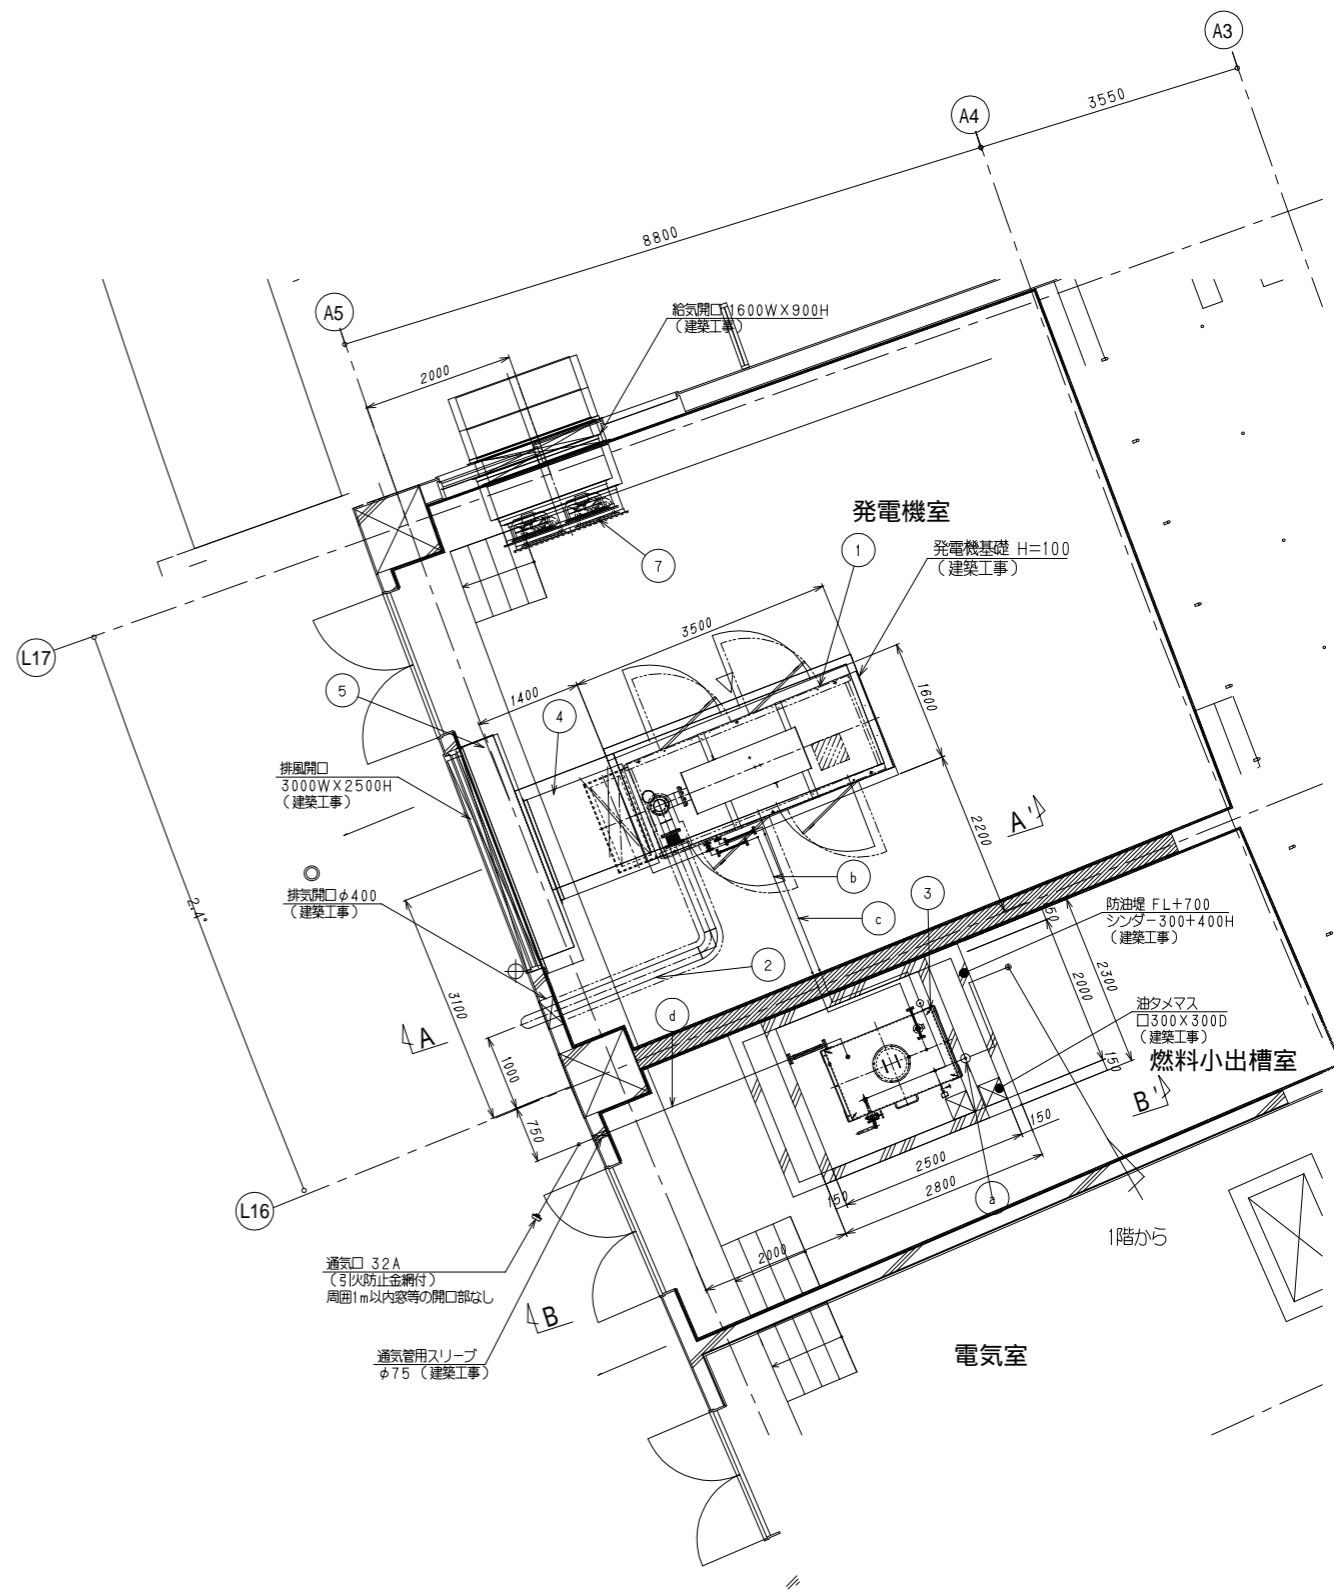 A3
3550
A4
8800
A5
2000
給気開口 1600W×900H
（建築工事）
発電機室
発電機基礎 H=100
（建築工事）
1
7
L17
3500
1600
5
1400
4
排風開口
3000W×2500H
（建築工事）
2200
A'
排気開口φ400
（建築工事）
b
c
3
防油堤 FL+700
シンダー300+400H
（建築工事）
50
2000
2300
150
2.4°
3100
2
d
A
1000
750
油タメマス
□300×300D
（建築工事）
燃料小出槽室
B'
150
2500
2800
150
a
L16
2000
1階から
通気口 32A
（引火防止金網付）
周囲1m以内窓等の開口部なし
B
通気管用スリーブ
φ75（建築工事）
電気室